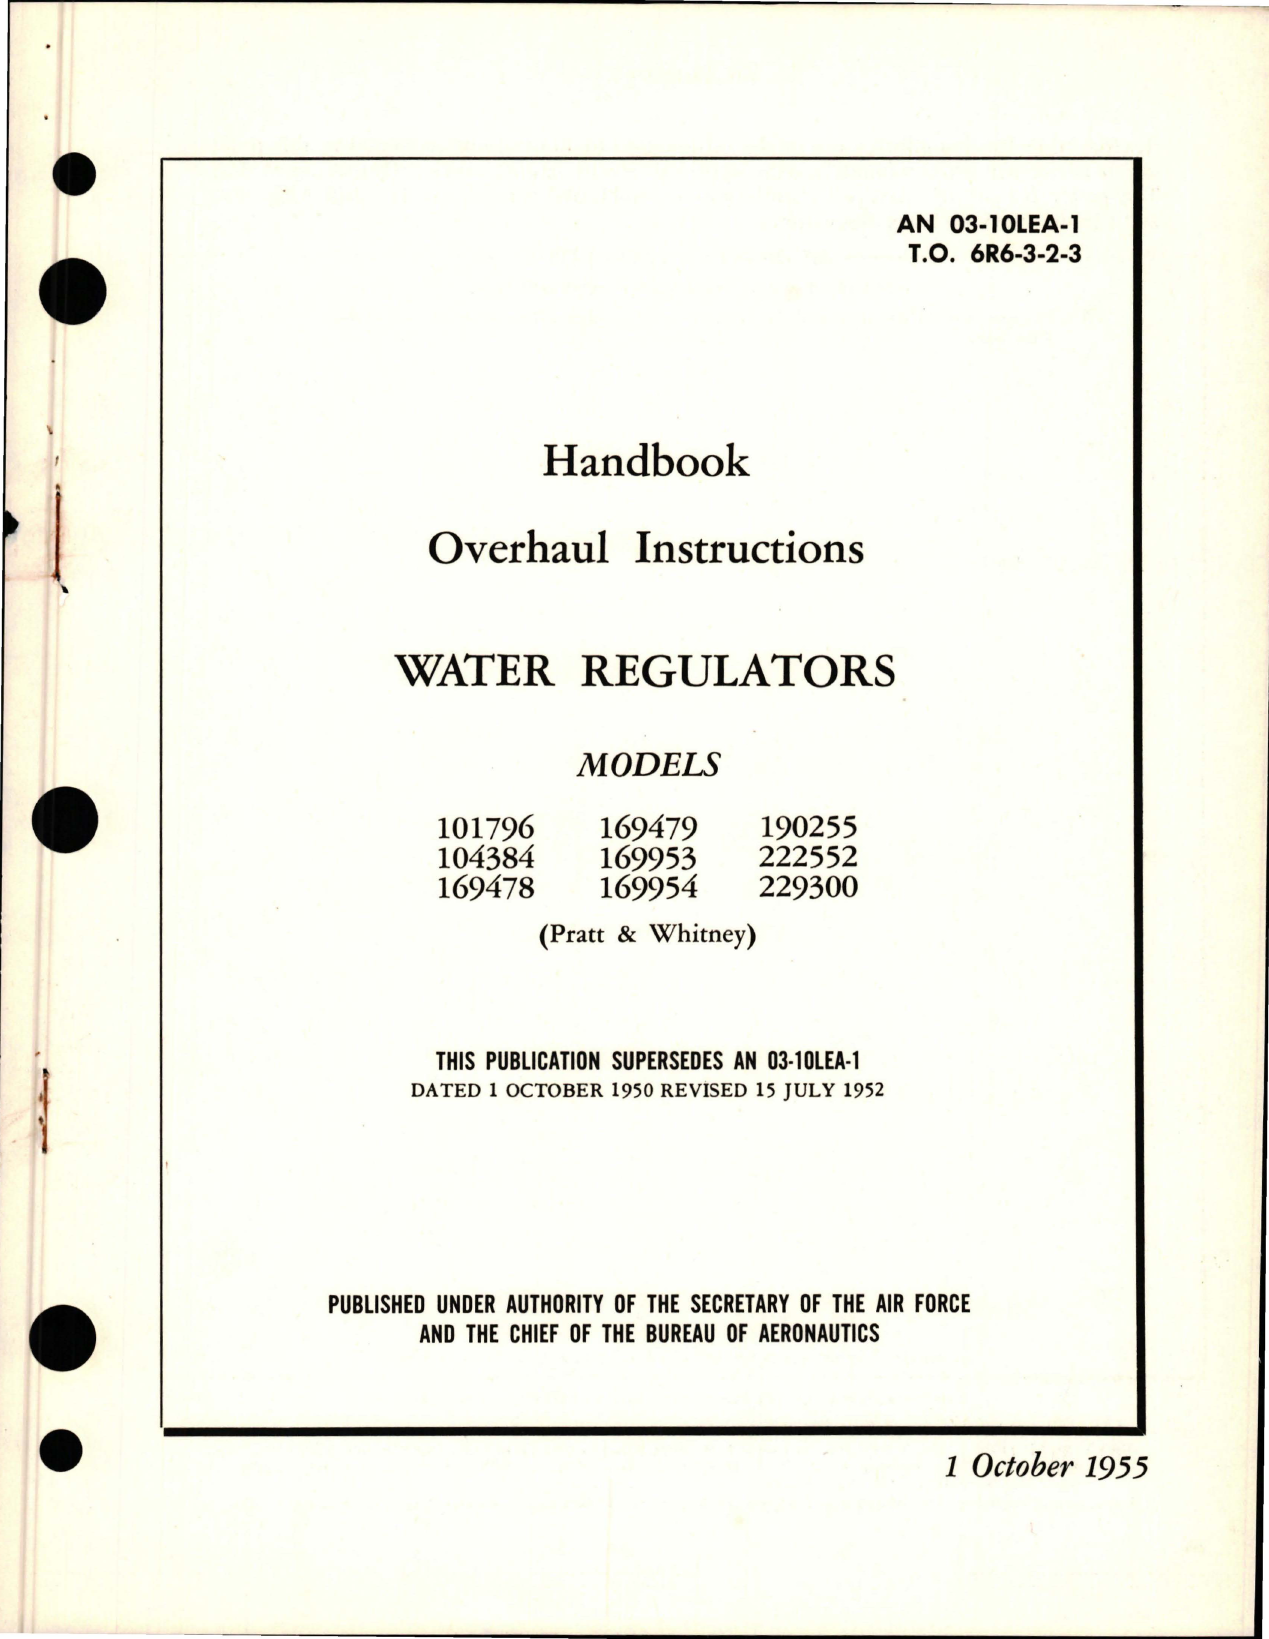 AN 03-10LEA-1
T.O. 6R6-3-2-3
Handbook
Overhaul Instructions
WATER REGULATORS
MODELS
101796 169479 190255
104384 169953 222552
169478 169954 229300
(Pratt & Whitney)
THIS PUBLICATION SUPERSEDES AN 03-10LEA-1
DATED 1 OCTOBER 1950 REVISED 15 JULY 1952
PUBLISHED UNDER AUTHORITY OF THE SECRETARY OF THE AIR FORCE
AND THE CHIEF OF THE BUREAU OF AERONAUTICS
1 October 1955